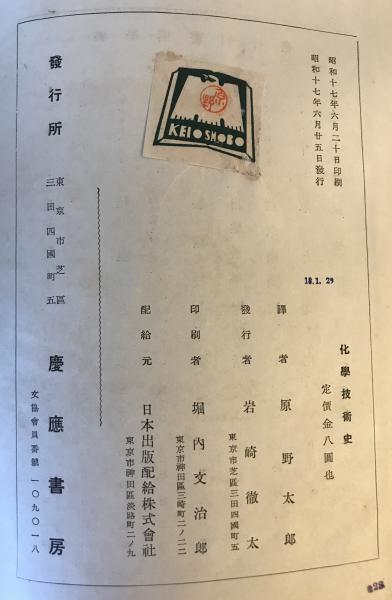 昭和十七年六月二十日印刷
昭和十七年六月廿五日發行
18.1.29
化學技術史
定價金八圓也
譯者 原野太郎
發行者 岩崎徹太
東京市芝區三田四國町五
印刷者 堀內文治郎
東京市神田區三崎町二ノ二二
配給元 日本出版配給株式會社
東京市神田區淡路町二ノ九
發行所
東京市芝區
三田四國町五
慶應書房
文協會員番號 一〇九〇一八
KEIO SHOBO